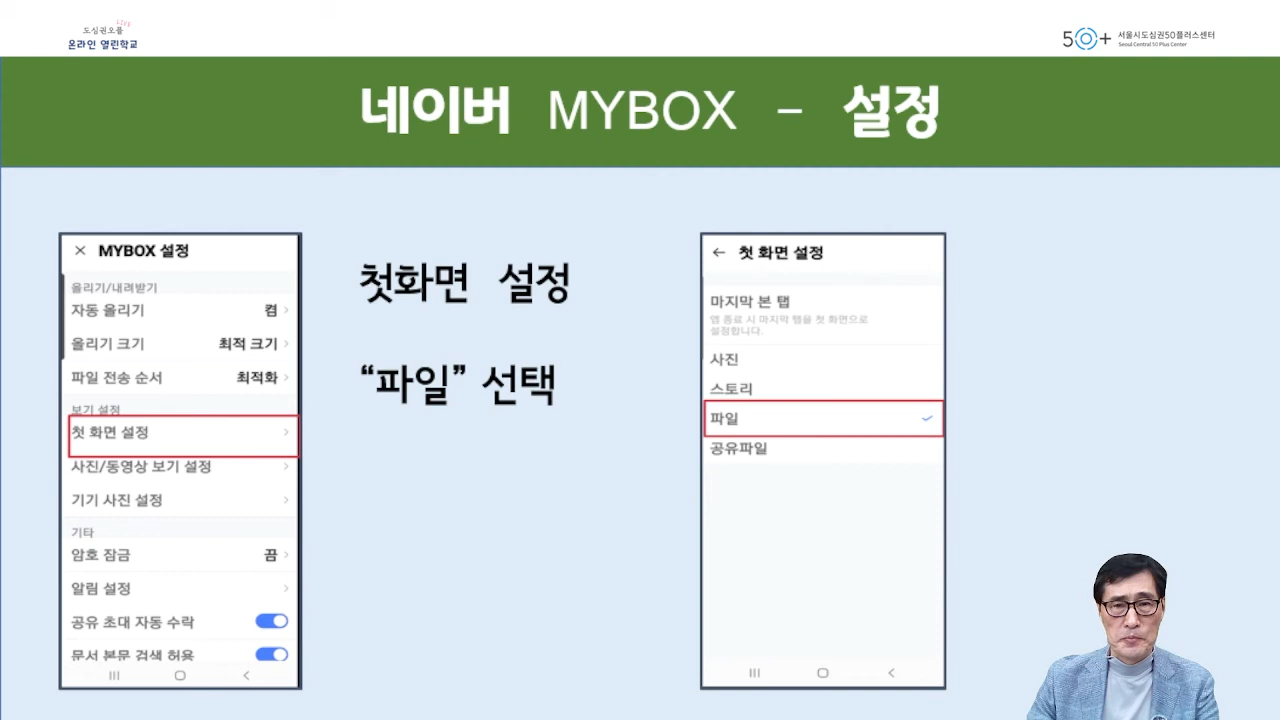 도심권오플
LIVE
온라인 열린학교
50+
서울시도심권50플러스센터
Seoul Central 50 Plus Center
네이버 MYBOX - 설정
MYBOX 설정
올리기/내려받기
자동 올리기 켬
올리기 크기 최적 크기
파일 전송 순서 최적화
보기 설정
첫 화면 설정
사진/동영상 보기 설정
기기 사진 설정
기타
암호 잠금 끔
알림 설정
공유 초대 자동 수락
문서 본문 검색 허용
첫화면 설정
“파일” 선택
첫 화면 설정
마지막 본 탭
앱 종료 시 마지막 탭을 첫 화면으로
설정합니다.
사진
스토리
파일
공유파일